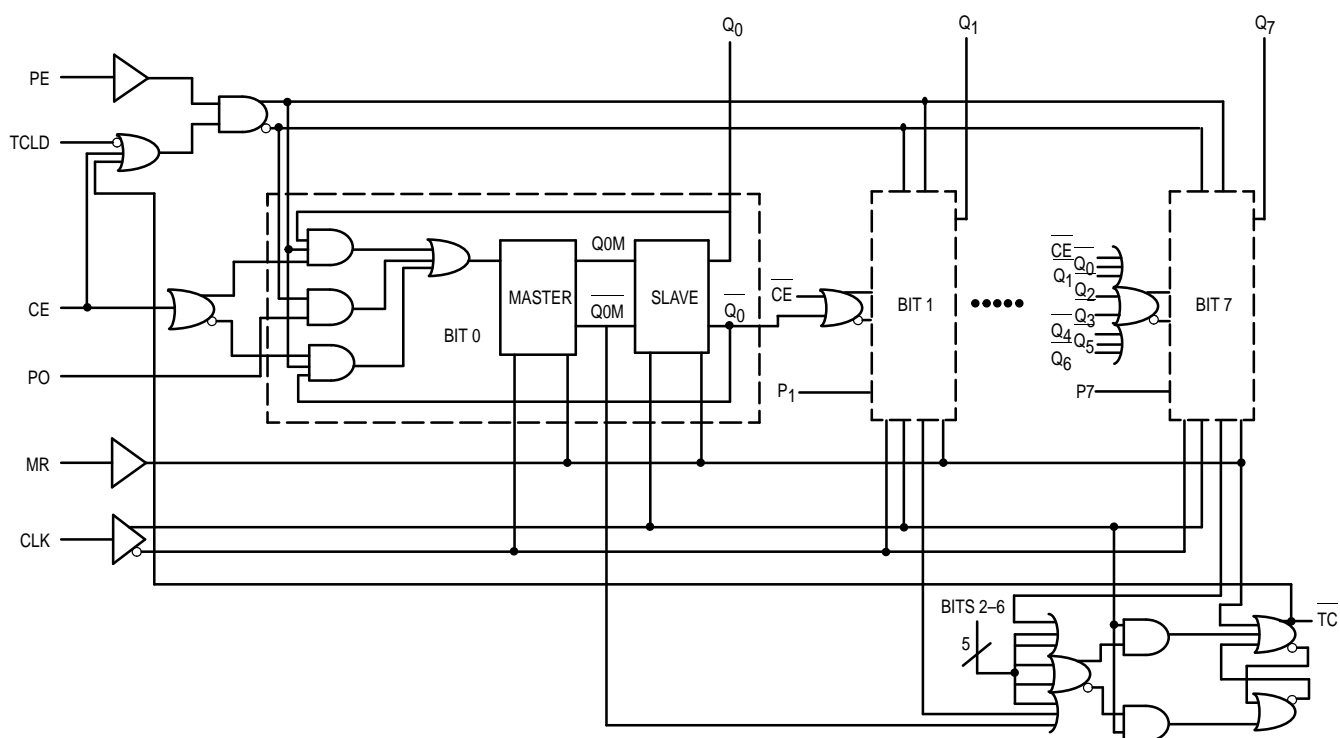 Q0
Q1
Q7
PE
TCLD
CE
PO
MR
CLK
Q0M
Q0M
MASTER
SLAVE
BIT 0
Q0
CE
P1
BIT 1
CE
Q0
Q1
Q2
Q3
Q4
Q5
Q6
P7
BIT 7
BITS 2–6
5
TC